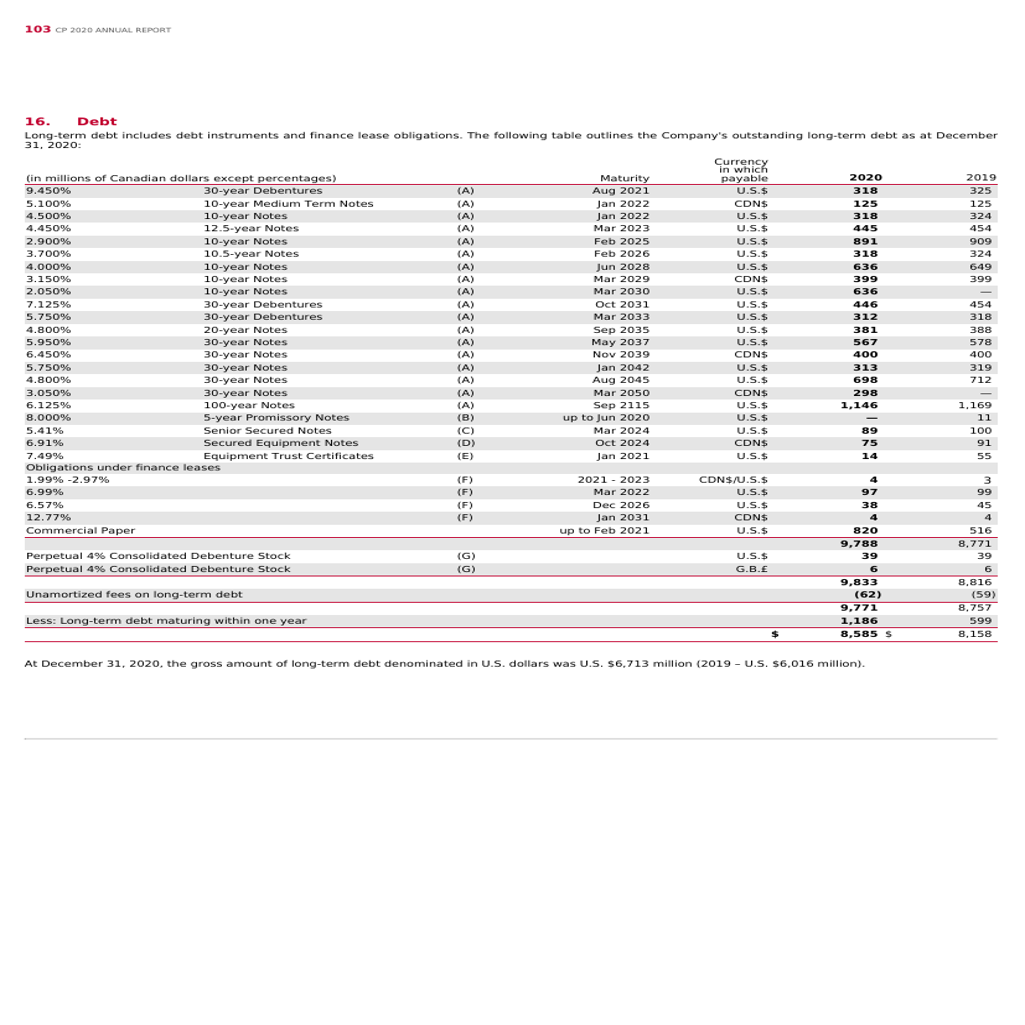 103 CP 2020 ANNUAL REPORT
16. Debt
Long-term debt includes debt instruments and finance lease obligations. The following table outlines the Company's outstanding long-term debt as at December
31, 2020:
(in millions of Canadian dollars except percentages) Maturity Currency in which payable 2020 2019
9.450% 30-year Debentures (A) Aug 2021 U.S.$ 318 325
5.100% 10-year Medium Term Notes (A) Jan 2022 CDN$ 125 125
4.500% 10-year Notes (A) Jan 2022 U.S.$ 318 324
4.450% 12.5-year Notes (A) Mar 2023 U.S.$ 445 454
2.900% 10-year Notes (A) Feb 2025 U.S.$ 891 909
3.700% 10.5-year Notes (A) Feb 2026 U.S.$ 318 324
4.000% 10-year Notes (A) Jun 2028 U.S.$ 636 649
3.150% 10-year Notes (A) Mar 2029 CDN$ 399 399
2.050% 10-year Notes (A) Mar 2030 U.S.$ 636 —
7.125% 30-year Debentures (A) Oct 2031 U.S.$ 446 454
5.750% 30-year Debentures (A) Mar 2033 U.S.$ 312 318
4.800% 20-year Notes (A) Sep 2035 U.S.$ 381 388
5.950% 30-year Notes (A) May 2037 U.S.$ 567 578
6.450% 30-year Notes (A) Nov 2039 CDN$ 400 400
5.750% 30-year Notes (A) Jan 2042 U.S.$ 313 319
4.800% 30-year Notes (A) Aug 2045 U.S.$ 698 712
3.050% 30-year Notes (A) Mar 2050 CDN$ 298 —
6.125% 100-year Notes (A) Sep 2115 U.S.$ 1,146 1,169
8.000% 5-year Promissory Notes (B) up to Jun 2020 U.S.$ — 11
5.41% Senior Secured Notes (C) Mar 2024 U.S.$ 89 100
6.91% Secured Equipment Notes (D) Oct 2024 CDN$ 75 91
7.49% Equipment Trust Certificates (E) Jan 2021 U.S.$ 14 55
Obligations under finance leases
1.99% -2.97% (F) 2021 - 2023 CDN$/U.S.$ 4 3
6.99% (F) Mar 2022 U.S.$ 97 99
6.57% (F) Dec 2026 U.S.$ 38 45
12.77% (F) Jan 2031 CDN$ 4 4
Commercial Paper up to Feb 2021 U.S.$ 820 516
9,788 8,771
Perpetual 4% Consolidated Debenture Stock (G) U.S.$ 39 39
Perpetual 4% Consolidated Debenture Stock (G) G.B.£ 6 6
9,833 8,816
Unamortized fees on long-term debt (62) (59)
9,771 8,757
Less: Long-term debt maturing within one year 1,186 599
$ 8,585 $ 8,158
At December 31, 2020, the gross amount of long-term debt denominated in U.S. dollars was U.S. $6,713 million (2019 – U.S. $6,016 million).